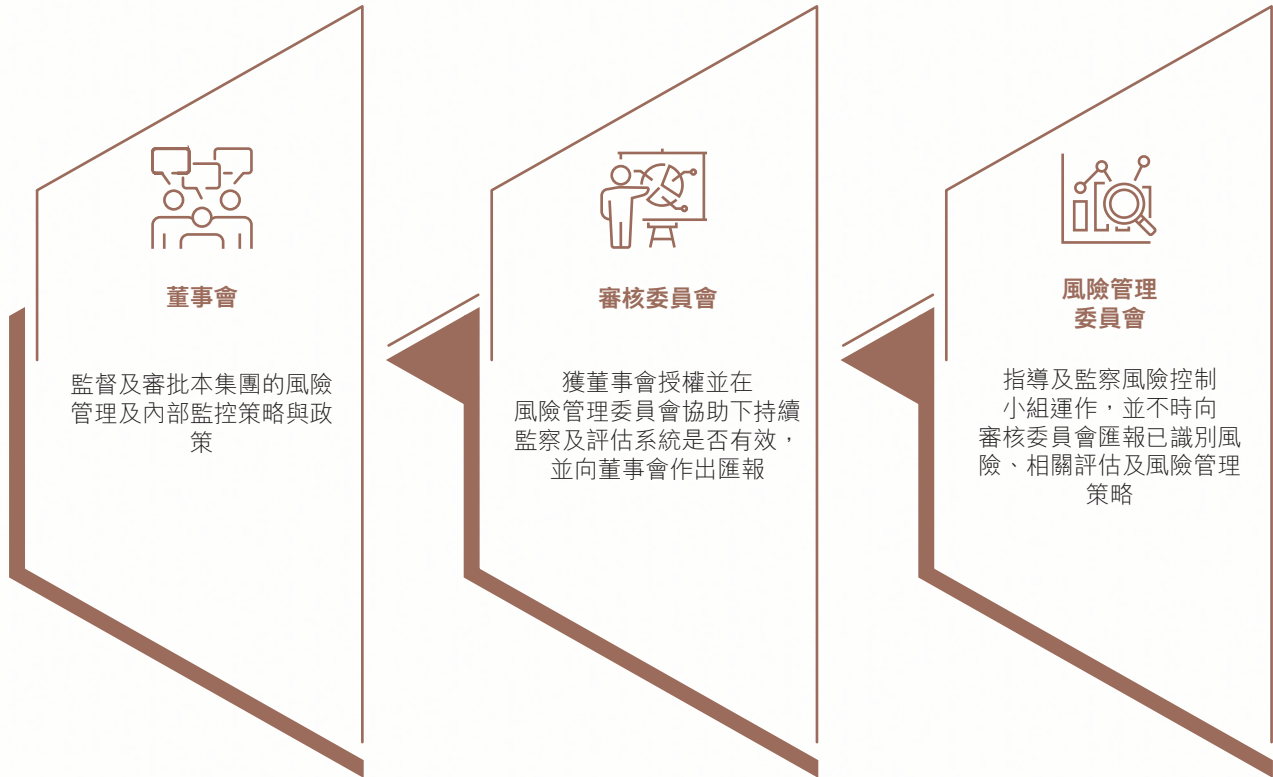 董事會
監督及審批本集團的風險
管理及內部監控策略與政
策
審核委員會
獲董事會授權並在
風險管理委員會協助下持續
監察及評估系統是否有效，
並向董事會作出匯報
風險管理
委員會
指導及監察風險控制
小組運作，並不時向
審核委員會匯報已識別風
險、相關評估及風險管理
策略